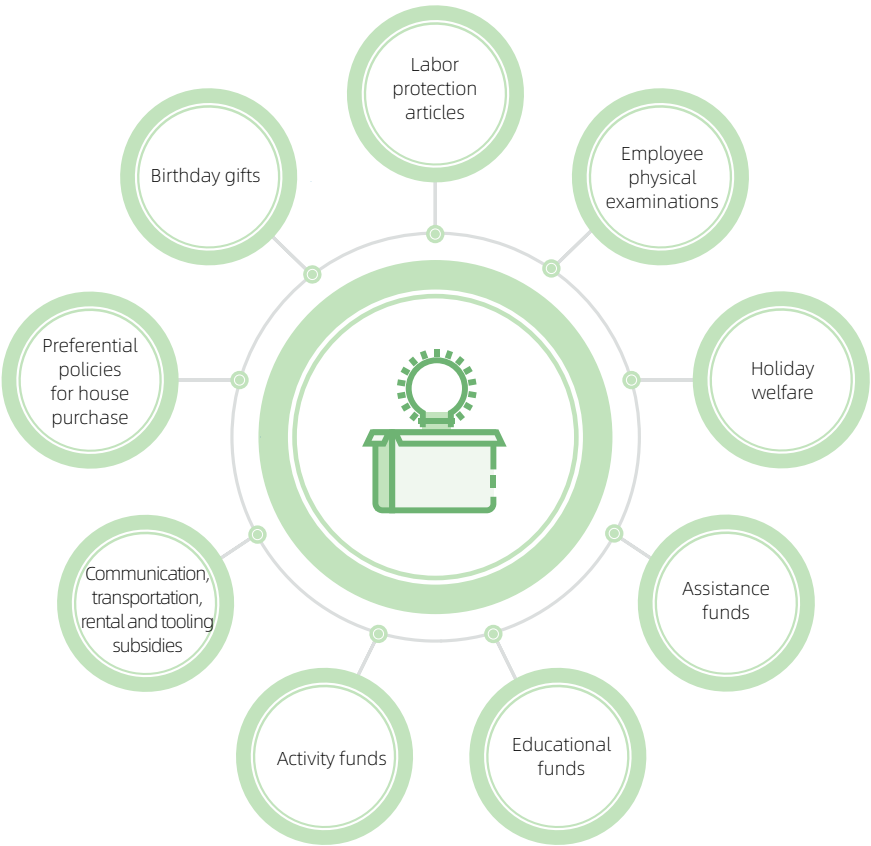 Labor
protection
articles
Employee
physical
examinations
Holiday
welfare
Assistance
funds
Educational
funds
Activity funds
Communication,
transportation,
rental and tooling
subsidies
Preferential
policies
for house
purchase
Birthday gifts